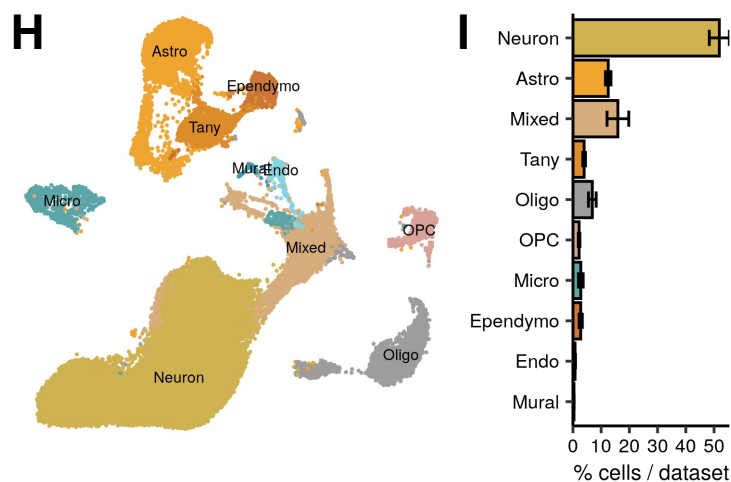 H
Astro
Ependymo
Tany
Mural
Endo
Micro
OPC
Mixed
Oligo
Neuron
I
Neuron
Astro
Mixed
Tany
Oligo
OPC
Micro
Ependymo
Endo
Mural
0 10 20 30 40 50
% cells / dataset